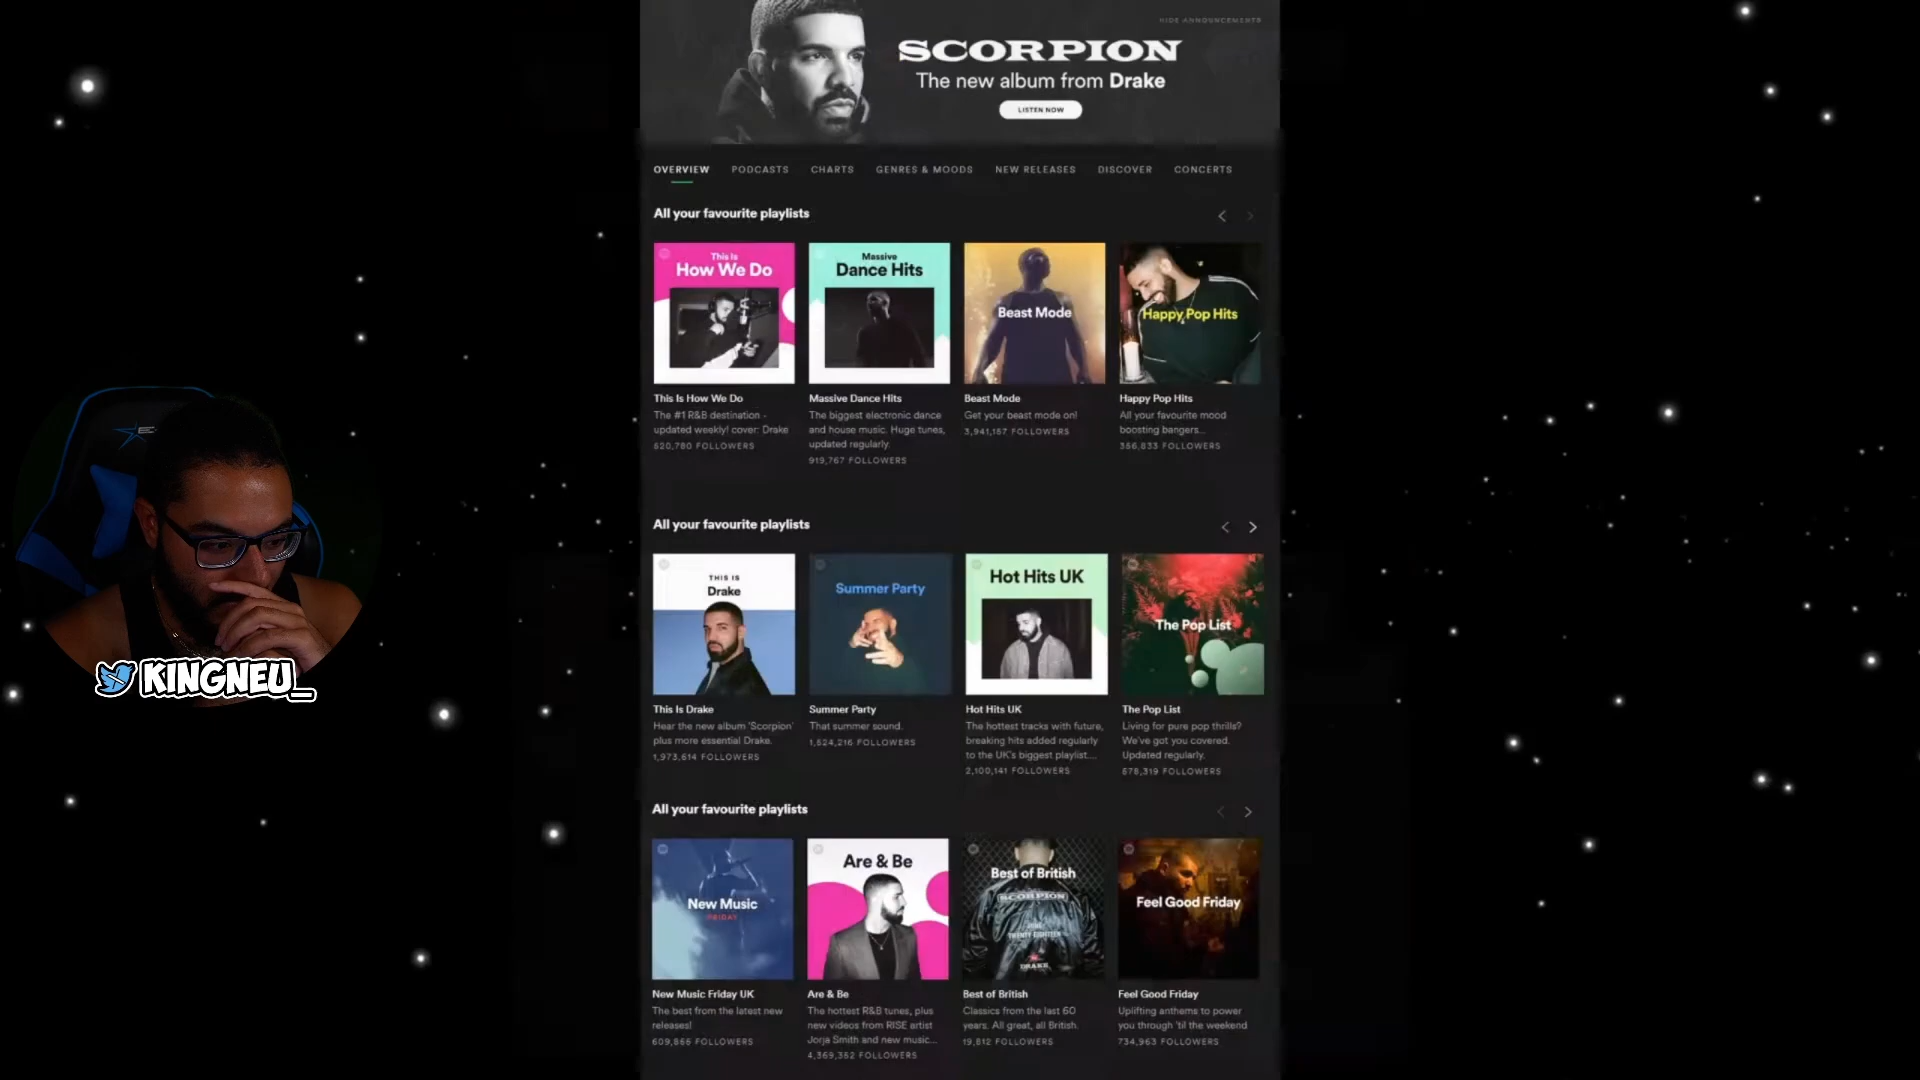 HIDE ANNOUNCEMENTS
SCORPION
The new album from Drake
LISTEN NOW
OVERVIEW PODCASTS CHARTS GENRES & MOODS NEW RELEASES DISCOVER CONCERTS
All your favourite playlists
This Is
How We Do
Massive
Dance Hits
Beast Mode
Happy Pop Hits
This Is How We Do
The #1 R&B destination -
updated weekly! cover: Drake
520,780 FOLLOWERS
Massive Dance Hits
The biggest electronic dance
and house music. Huge tunes,
updated regularly.
919,767 FOLLOWERS
Beast Mode
Get your beast mode on!
3,941,157 FOLLOWERS
Happy Pop Hits
All your favourite mood
boosting bangers...
356,833 FOLLOWERS
All your favourite playlists
THIS IS
Drake
Summer Party
Hot Hits UK
The Pop List
This Is Drake
Hear the new album 'Scorpion'
plus more essential Drake.
1,973,614 FOLLOWERS
Summer Party
That summer sound.
1,524,216 FOLLOWERS
Hot Hits UK
The hottest tracks with future,
breaking hits added regularly
to the UK's biggest playlist....
2,100,141 FOLLOWERS
The Pop List
Living for pure pop thrills?
We've got you covered.
Updated regularly.
578,319 FOLLOWERS
KINGNEU_
All your favourite playlists
New Music
FRIDAY
Are & Be
Best of British
SCORPION
TWENTY EIGHTEEN
DRAKE
Feel Good Friday
New Music Friday UK
The best from the latest new
releases!
609,865 FOLLOWERS
Are & Be
The hottest R&B tunes, plus
new videos from RISE artist
Jorja Smith and new music...
4,369,352 FOLLOWERS
Best of British
Classics from the last 60
years. All great, all British.
19,812 FOLLOWERS
Feel Good Friday
Uplifting anthems to power
you through 'til the weekend
734,963 FOLLOWERS